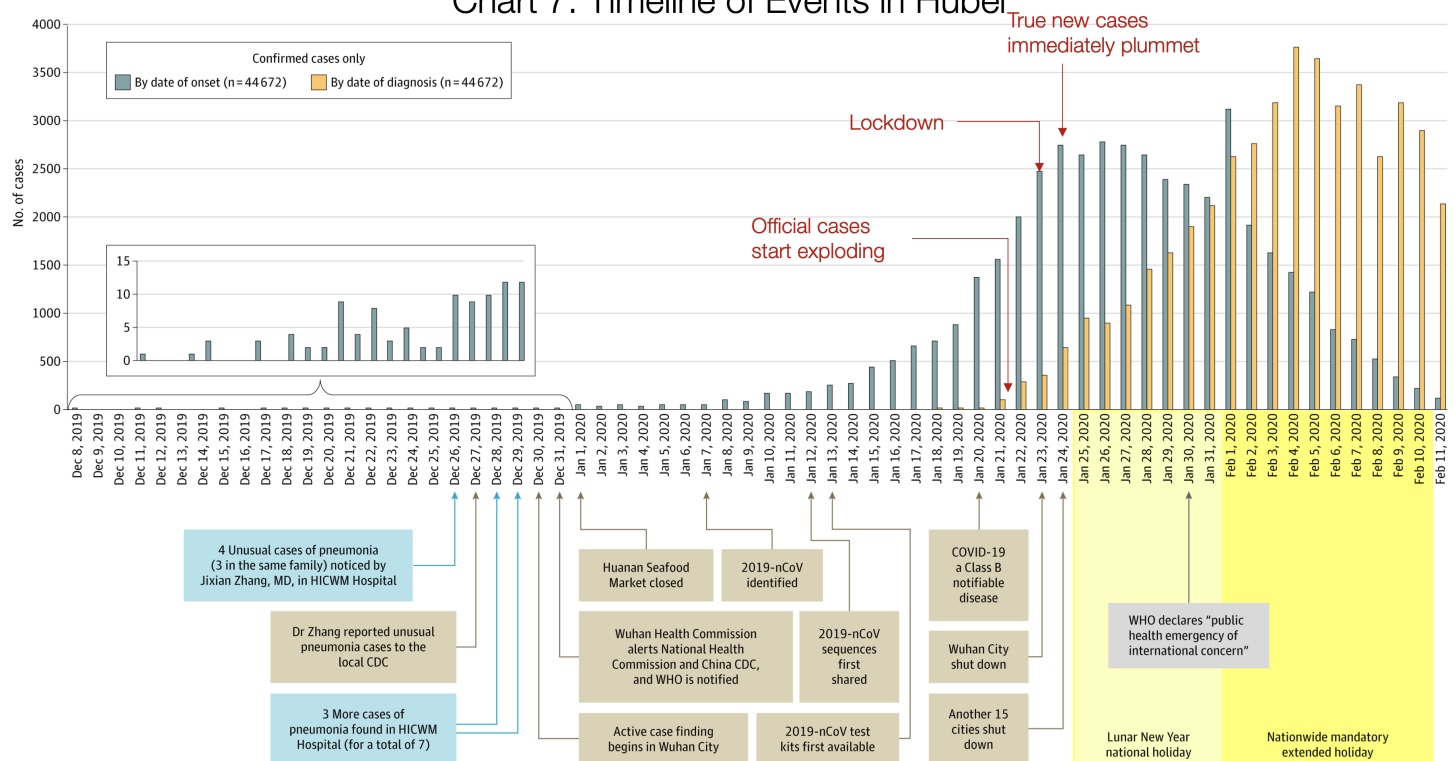 Chart 7: Timeline of Events in Hubei
True new cases
immediately plummet
Lockdown
Official cases
start exploding
Confirmed cases only
By date of onset (n=44672)
By date of diagnosis (n=44672)
No. of cases
4000
3500
3000
2500
2000
1500
1000
500
0
15
10
5
0
Dec 8, 2019
Dec 9, 2019
Dec 10, 2019
Dec 11, 2019
Dec 12, 2019
Dec 13, 2019
Dec 14, 2019
Dec 15, 2019
Dec 16, 2019
Dec 17, 2019
Dec 18, 2019
Dec 19, 2019
Dec 20, 2019
Dec 21, 2019
Dec 22, 2019
Dec 23, 2019
Dec 24, 2019
Dec 25, 2019
Dec 26, 2019
Dec 27, 2019
Dec 28, 2019
Dec 29, 2019
Dec 30, 2019
Dec 31, 2019
Jan 1, 2020
Jan 2, 2020
Jan 3, 2020
Jan 4, 2020
Jan 5, 2020
Jan 6, 2020
Jan 7, 2020
Jan 8, 2020
Jan 9, 2020
Jan 10, 2020
Jan 11, 2020
Jan 12, 2020
Jan 13, 2020
Jan 14, 2020
Jan 15, 2020
Jan 16, 2020
Jan 17, 2020
Jan 18, 2020
Jan 19, 2020
Jan 20, 2020
Jan 21, 2020
Jan 22, 2020
Jan 23, 2020
Jan 24, 2020
Jan 25, 2020
Jan 26, 2020
Jan 27, 2020
Jan 28, 2020
Jan 29, 2020
Jan 30, 2020
Jan 31, 2020
Feb 1, 2020
Feb 2, 2020
Feb 3, 2020
Feb 4, 2020
Feb 5, 2020
Feb 6, 2020
Feb 7, 2020
Feb 8, 2020
Feb 9, 2020
Feb 10, 2020
Feb 11, 2020
4 Unusual cases of pneumonia
(3 in the same family) noticed by
Jixian Zhang, MD, in HICWM Hospital
Dr Zhang reported unusual
pneumonia cases to the
local CDC
3 More cases of
pneumonia found in HICWM
Hospital (for a total of 7)
Huanan Seafood
Market closed
2019-nCoV
identified
Wuhan Health Commission
alerts National Health
Commission and China CDC,
and WHO is notified
2019-nCoV
sequences
first
shared
Active case finding
begins in Wuhan City
2019-nCoV test
kits first available
COVID-19
a Class B
notifiable
disease
Wuhan City
shut down
Another 15
cities shut
down
WHO declares “public
health emergency of
international concern”
Lunar New Year
national holiday
Nationwide mandatory
extended holiday